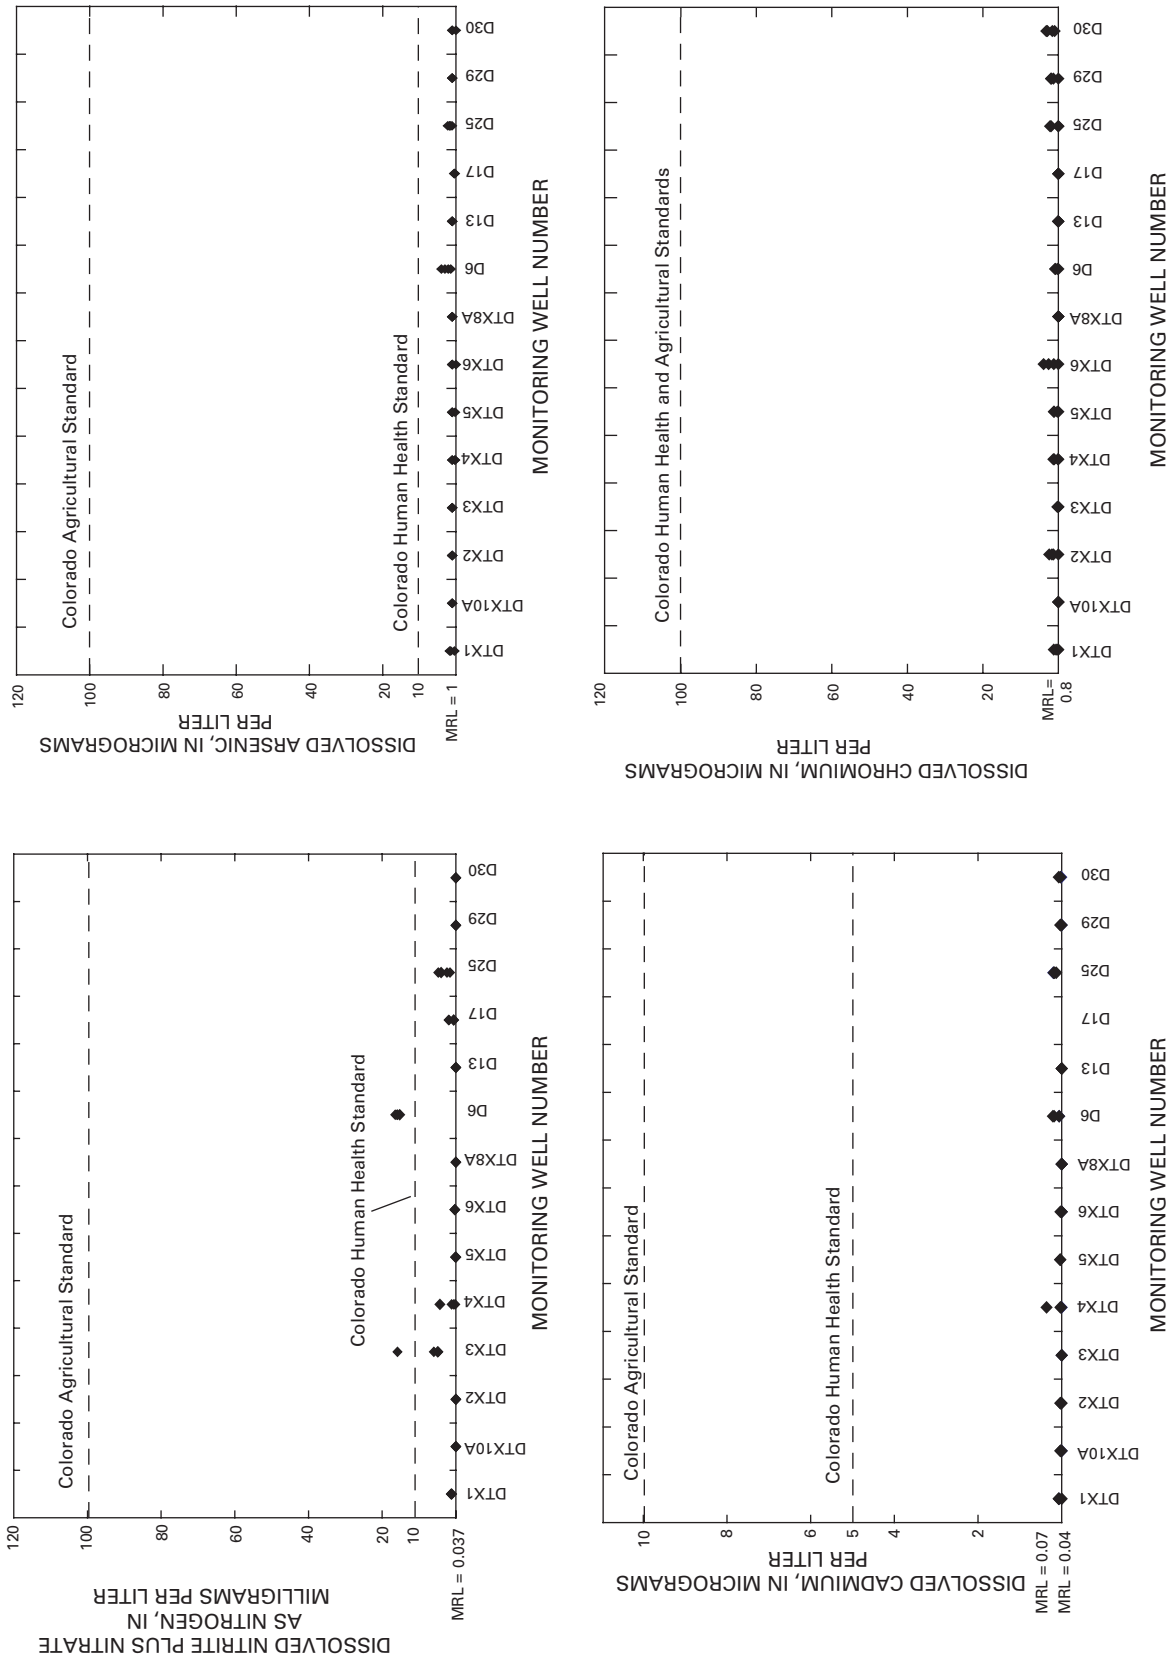 DISSOLVED NITRITE PLUS NITRATE
AS NITROGEN, IN
MILLIGRAMS PER LITER
120
100
80
60
40
20
10
MRL = 0.037
Colorado Agricultural Standard
Colorado Human Health Standard
DTX1
DTX10A
DTX2
DTX3
DTX4
DTX5
DTX6
DTX8A
D6
D13
D17
D25
D29
D30
MONITORING WELL NUMBER
DISSOLVED ARSENIC, IN MICROGRAMS
PER LITER
120
100
80
60
40
20
10
MRL = 1
Colorado Agricultural Standard
Colorado Human Health Standard
DTX1
DTX10A
DTX2
DTX3
DTX4
DTX5
DTX6
DTX8A
D6
D13
D17
D25
D29
D30
MONITORING WELL NUMBER
DISSOLVED CADMIUM, IN MICROGRAMS
PER LITER
10
8
6
5
4
2
MRL = 0.07
MRL = 0.04
Colorado Agricultural Standard
Colorado Human Health Standard
DTX1
DTX10A
DTX2
DTX3
DTX4
DTX5
DTX6
DTX8A
D6
D13
D17
D25
D29
D30
MONITORING WELL NUMBER
DISSOLVED CHROMIUM, IN MICROGRAMS
PER LITER
120
100
80
60
40
20
MRL=
0.8
Colorado Human Health and Agricultural Standards
DTX1
DTX10A
DTX2
DTX3
DTX4
DTX5
DTX6
DTX8A
D6
D13
D17
D25
D29
D30
MONITORING WELL NUMBER